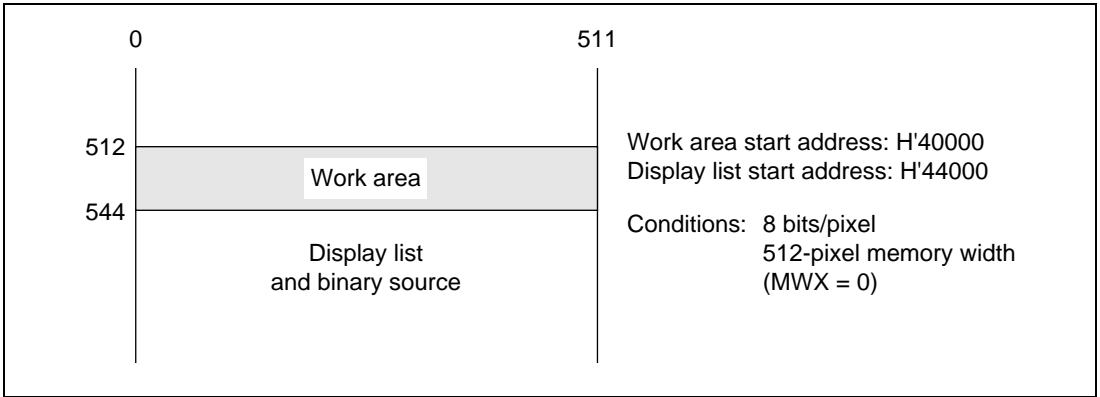 0 511
512
Work area
544
Display list
and binary source
Work area start address: H'40000
Display list start address: H'44000
Conditions: 8 bits/pixel
512-pixel memory width
(MWX = 0)